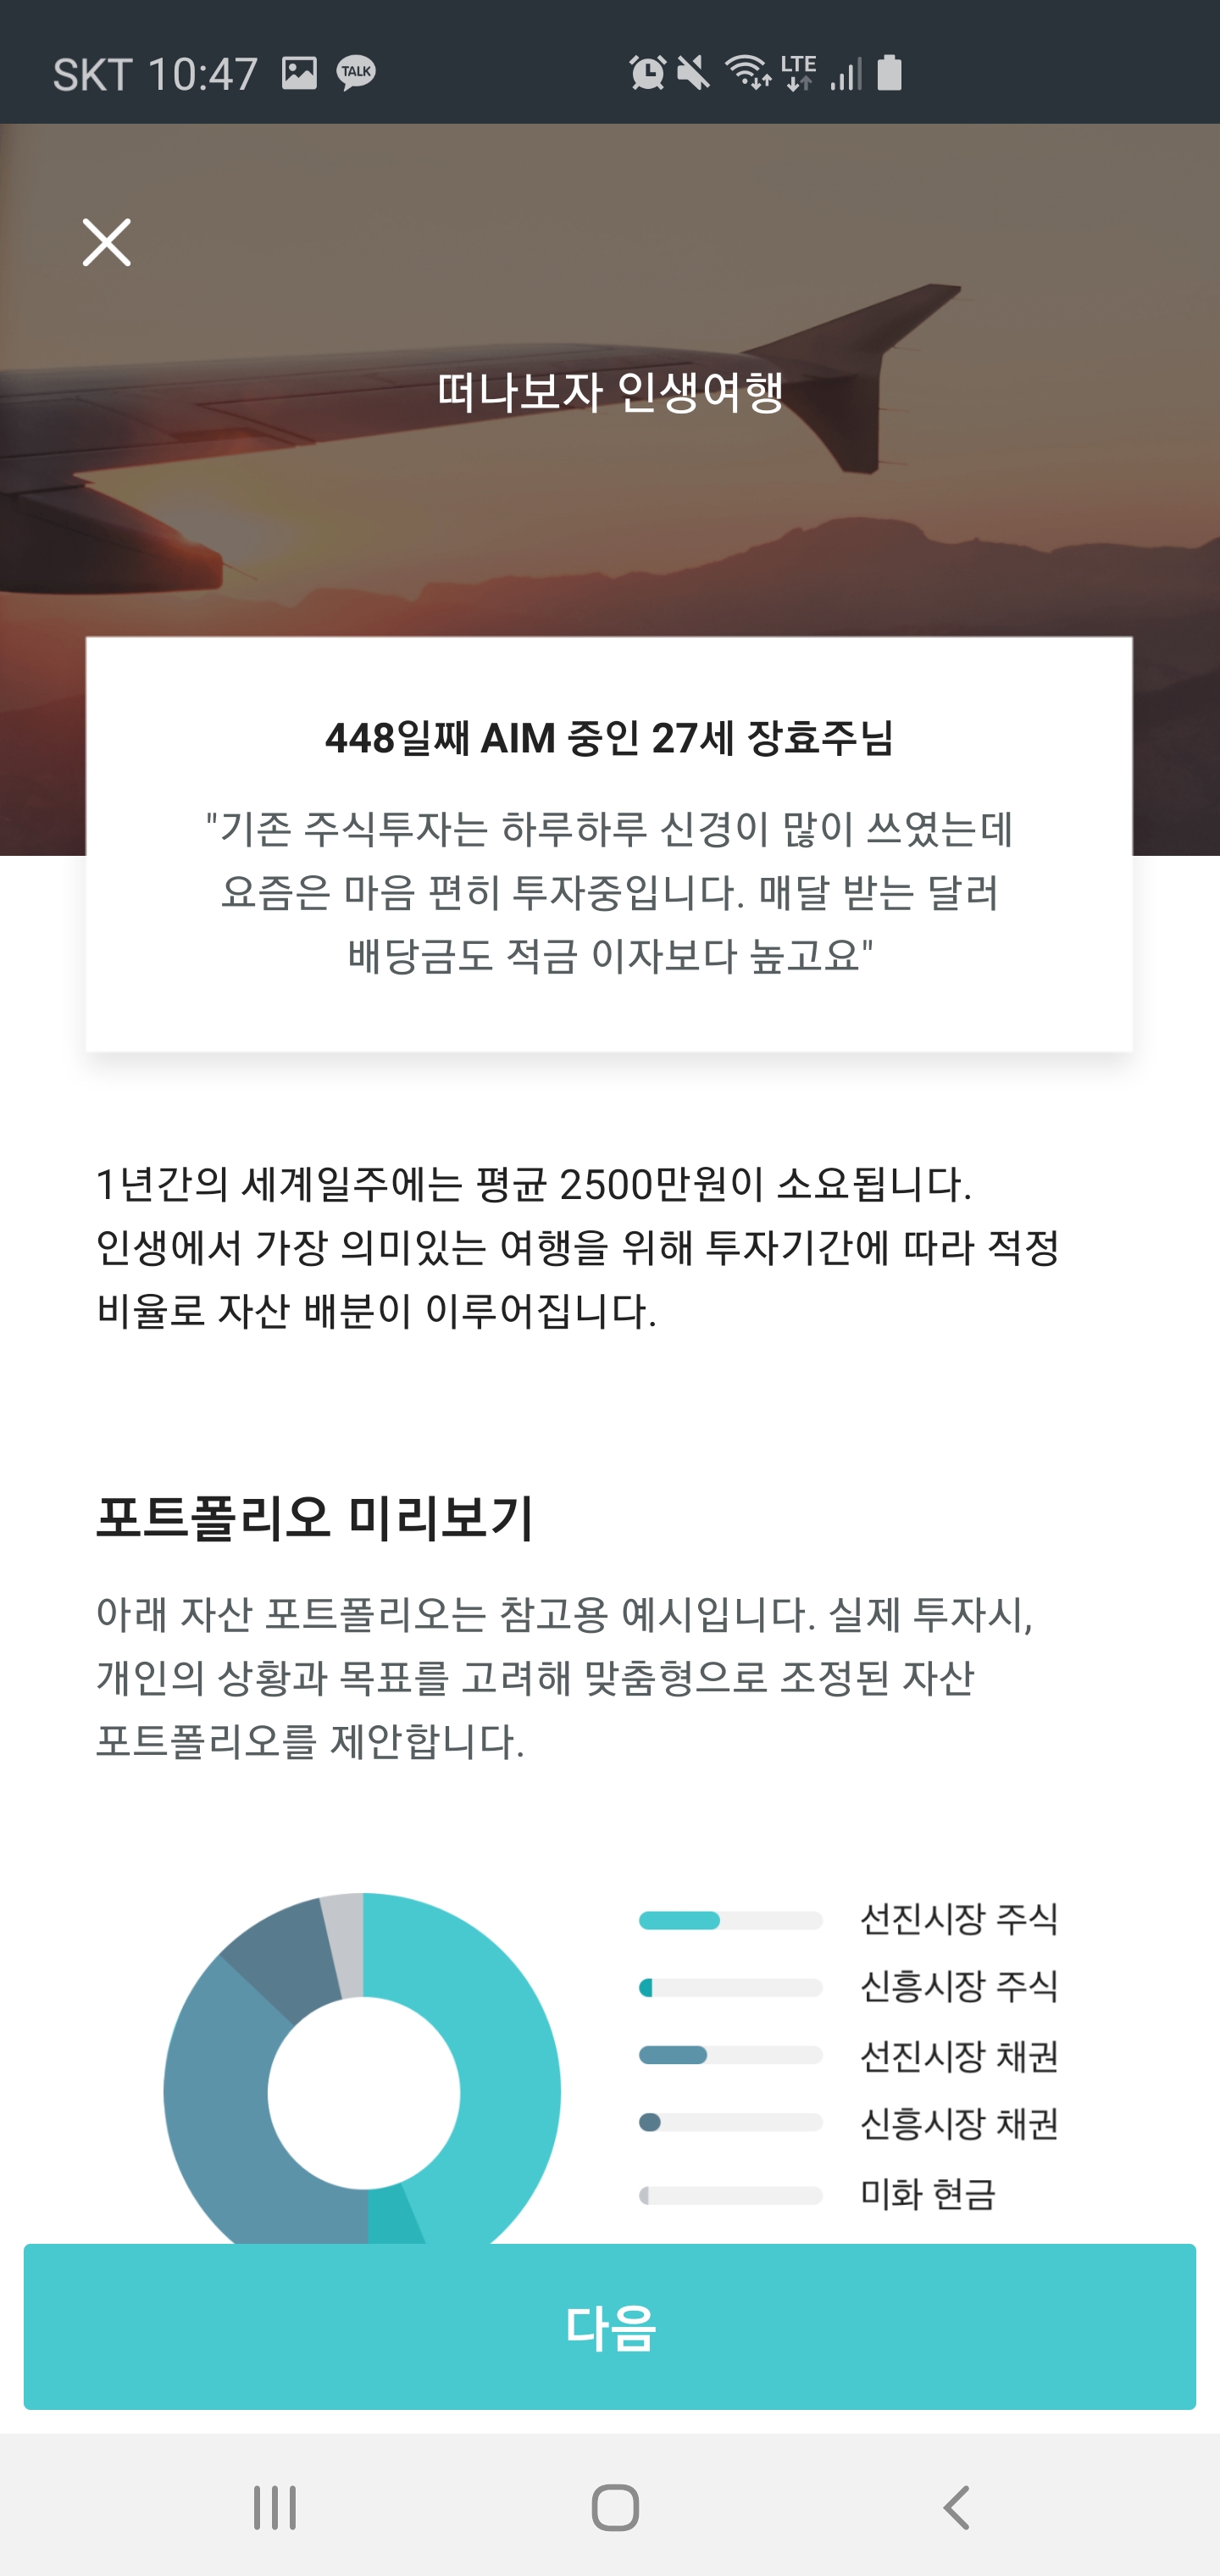 SKT 10:47
TALK
LTE
떠나보자 인생여행
448일째 AIM 중인 27세 장효주님
"기존 주식투자는 하루하루 신경이 많이 쓰였는데
요즘은 마음 편히 투자중입니다. 매달 받는 달러
배당금도 적금 이자보다 높고요"
1년간의 세계일주에는 평균 2500만원이 소요됩니다.
인생에서 가장 의미있는 여행을 위해 투자기간에 따라 적정
비율로 자산 배분이 이루어집니다.
포트폴리오 미리보기
아래 자산 포트폴리오는 참고용 예시입니다. 실제 투자시,
개인의 상황과 목표를 고려해 맞춤형으로 조정된 자산
포트폴리오를 제안합니다.
선진시장 주식
신흥시장 주식
선진시장 채권
신흥시장 채권
미화 현금
다음